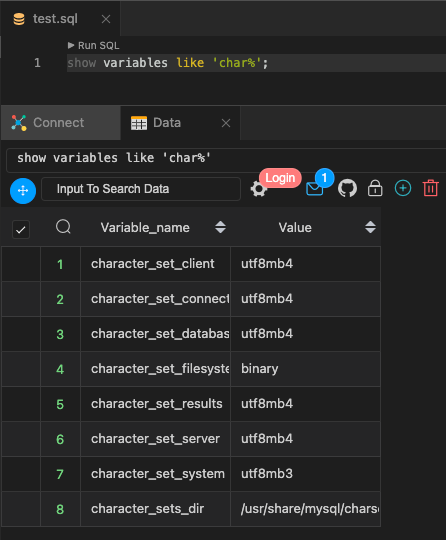 test.sql
Run SQL
1 show variables like 'char%';
Connect Data
show variables like 'char%'
Input To Search Data Login 1
Variable_name Value
1 character_set_client utf8mb4
2 character_set_connect utf8mb4
3 character_set_databas utf8mb4
4 character_set_filesyste binary
5 character_set_results utf8mb4
6 character_set_server utf8mb4
7 character_set_system utf8mb3
8 character_sets_dir /usr/share/mysql/charse